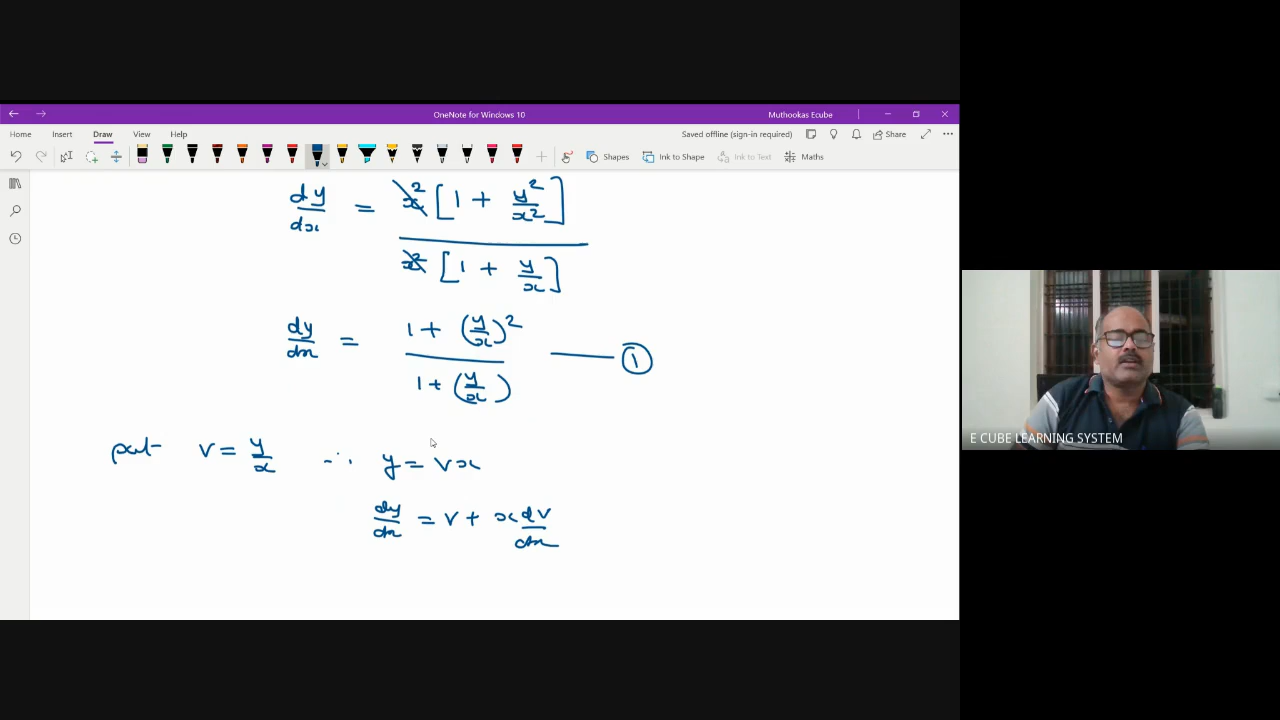 OneNote for Windows 10
Muthookas Ecube
Home Insert Draw View Help
Saved offline (sign-in required)
Share
Shapes Ink to Shape Ink to Text Maths
dy/dx = x²[1 + y²/x²] / x²[1 + y/x]
dy/dx = 1 + (y/x)² / 1 + (y/x) —— ①
put v = y/x ∴ y = vx
dy/dx = v + x dv/dx
E CUBE LEARNING SYSTEM